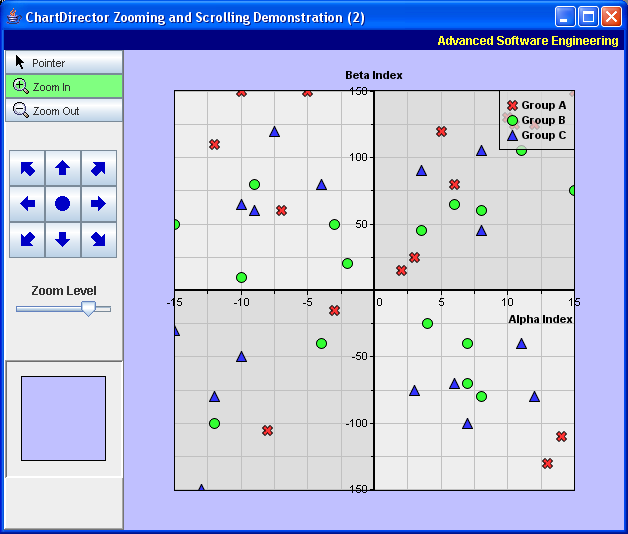 ChartDirector Zooming and Scrolling Demonstration (2)
Advanced Software Engineering
Pointer
Zoom In
Zoom Out
Zoom Level
Beta Index
150
Group A
Group B
Group C
100
50
-15 -10 -5 0 5 10 15
Alpha Index
-50
-100
150